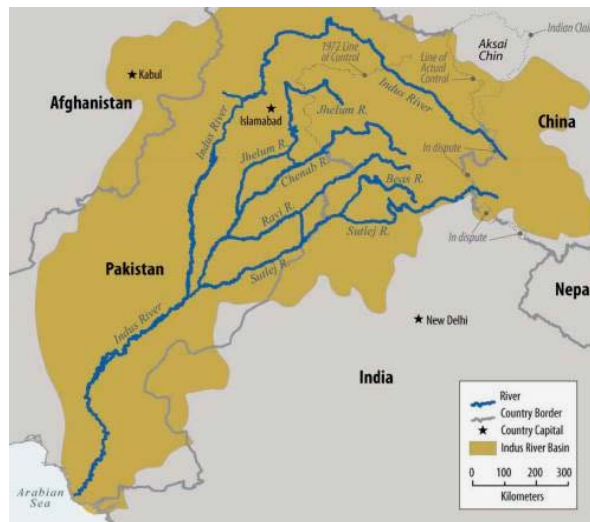 Aksai
Chin
Indian Clai
1972 Line
of Control
Line of
Actual
Control
Kabul
Afghanistan
Indus River
China
Islamabad
Jhelum R.
Indus River
In dispute
Jhelum R.
Chenab R.
Beas R.
Ravi R.
Sutlej R.
In dispute
Pakistan
Sutlej R.
Nepa
Indus River
New Delhi
India
River
Country Border
Country Capital
Indus River Basin
0 100 200 300
Kilometers
Arabian
Sea